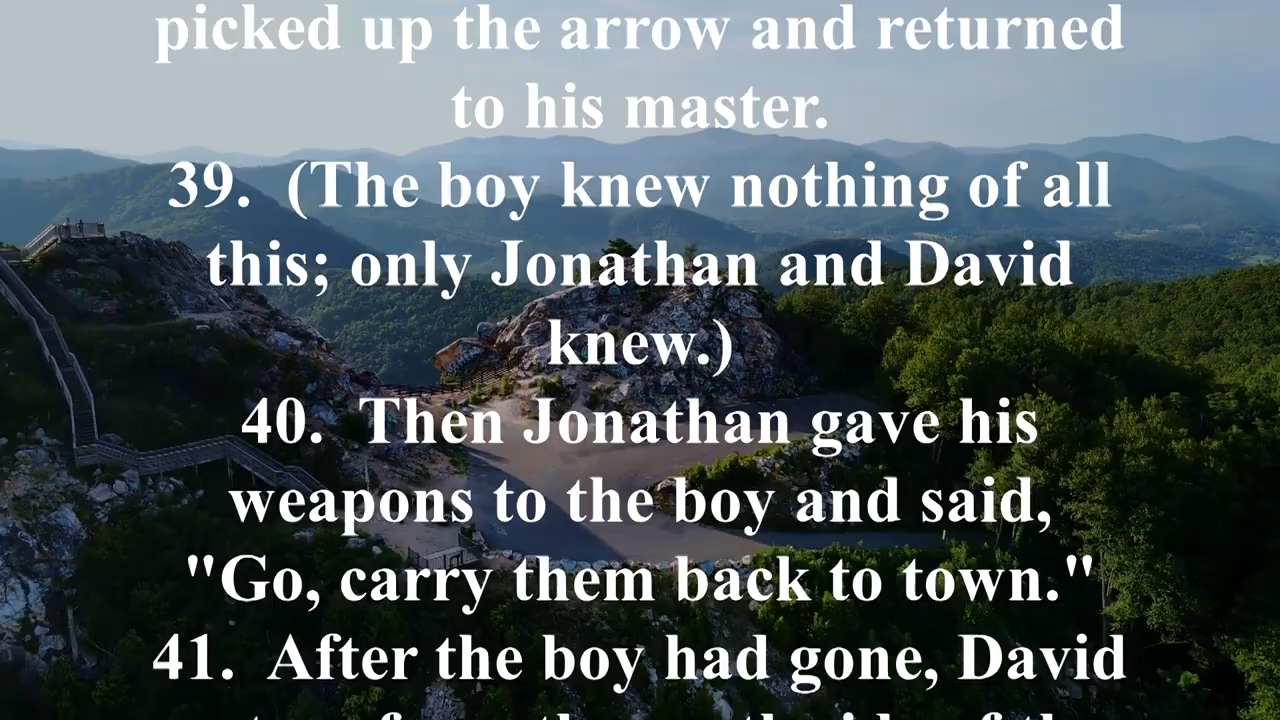 picked up the arrow and returned
to his master.
39.  (The boy knew nothing of all
this; only Jonathan and David
knew.)
40.  Then Jonathan gave his
weapons to the boy and said,
"Go, carry them back to town."
41.  After the boy had gone, David